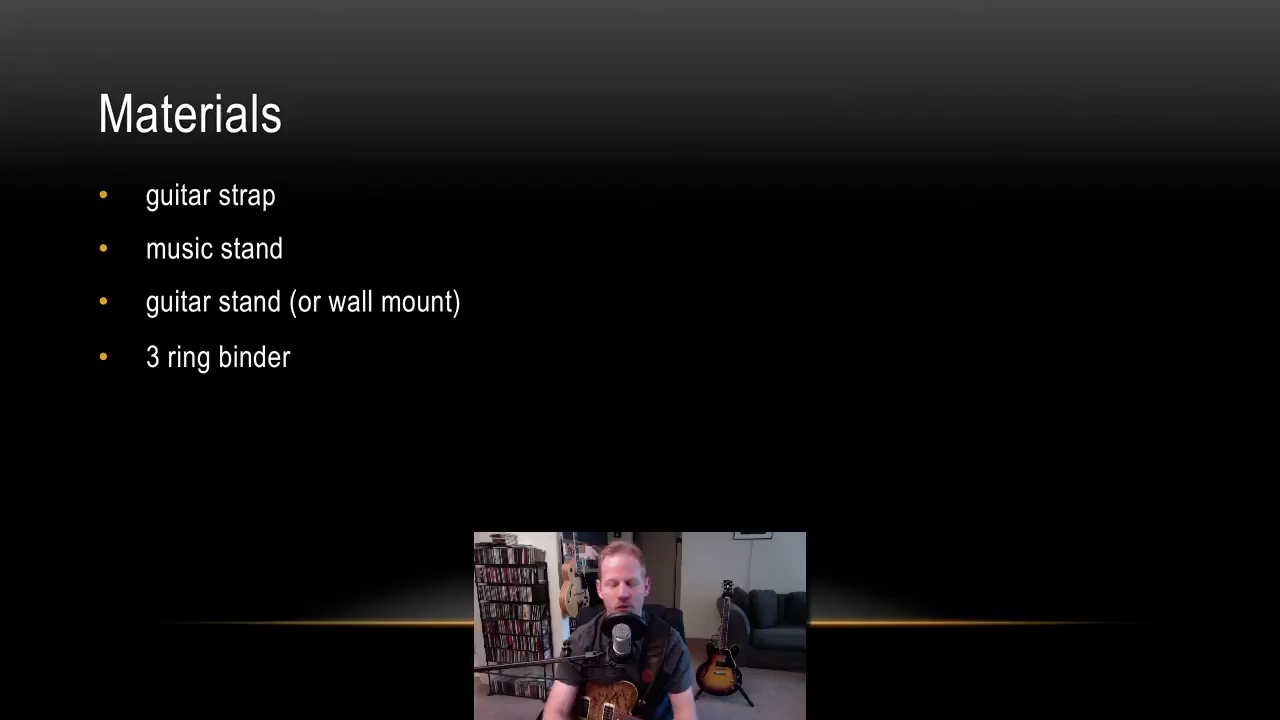 Materials
• guitar strap
• music stand
• guitar stand (or wall mount)
• 3 ring binder